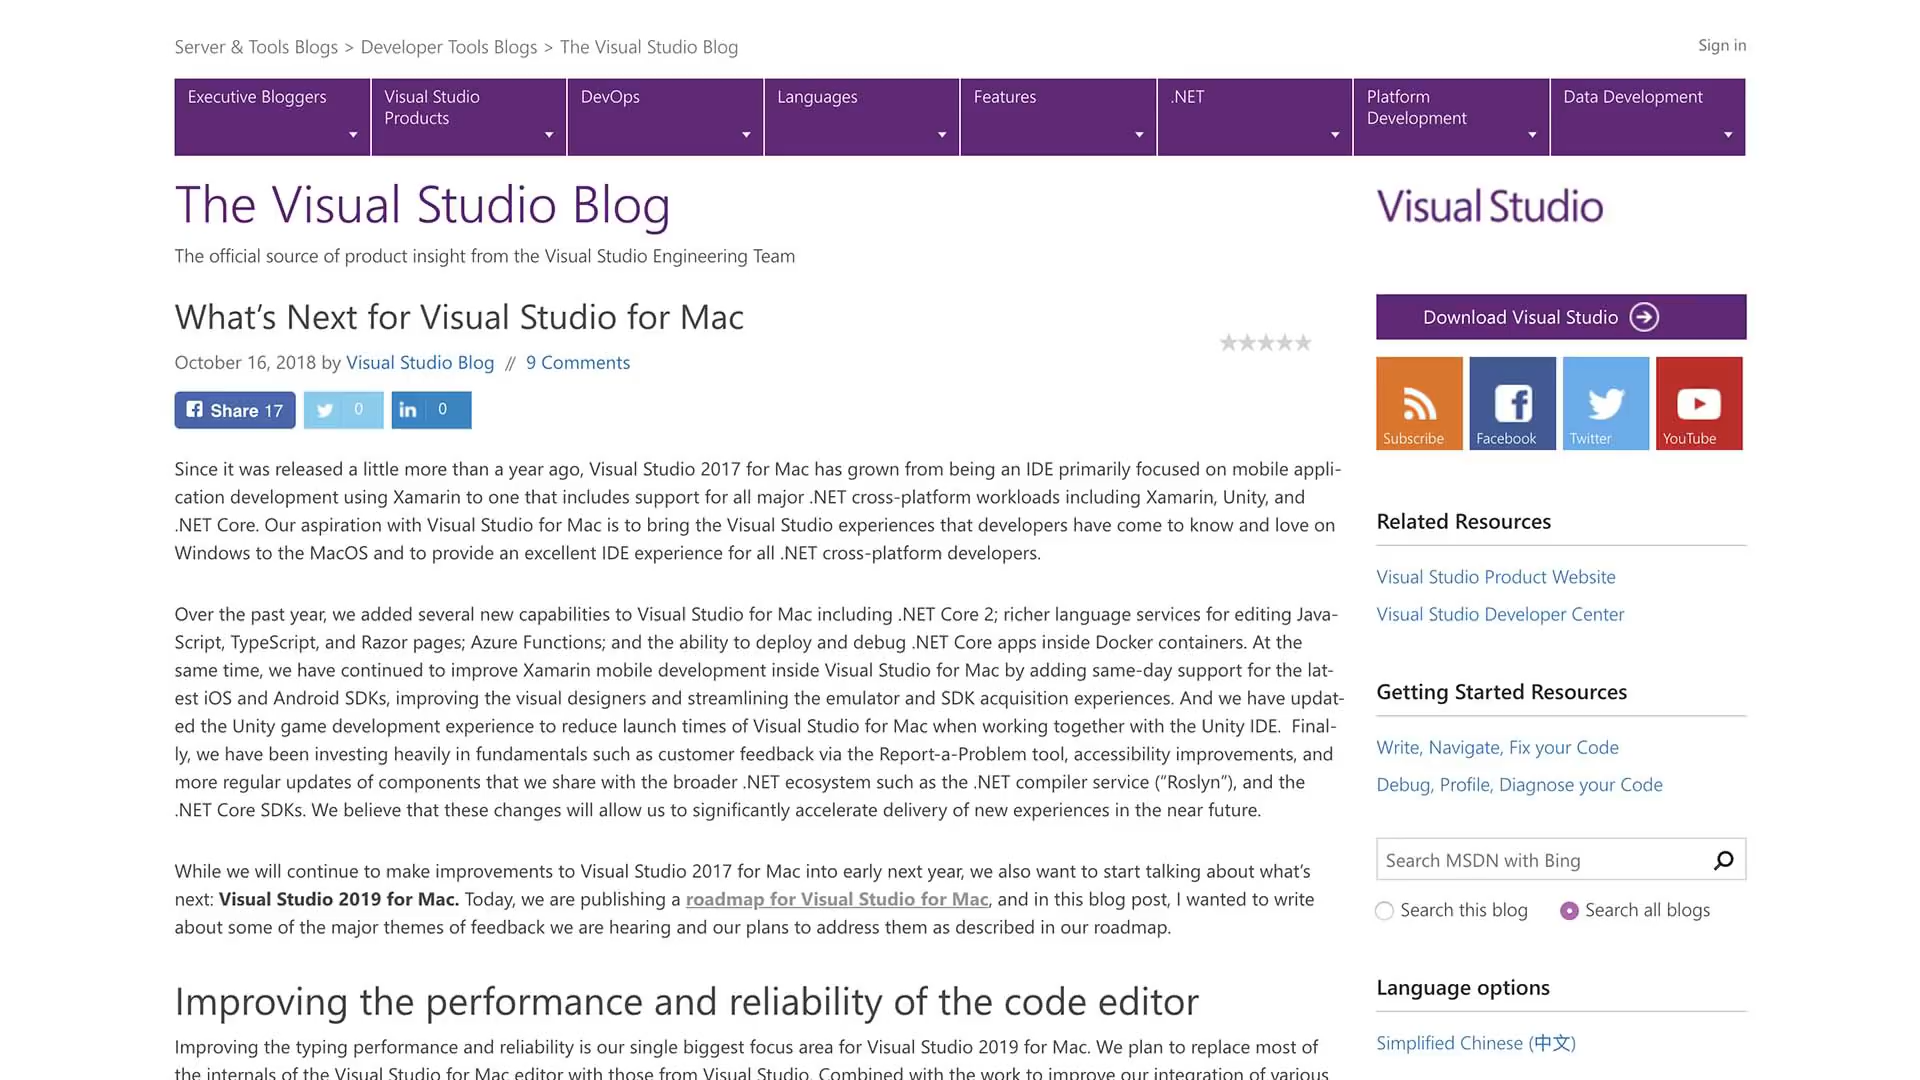 Server & Tools Blogs > Developer Tools Blogs > The Visual Studio Blog
Sign in
Executive Bloggers
Visual Studio
Products
DevOps
Languages
Features
.NET
Platform
Development
Data Development
The Visual Studio Blog
The official source of product insight from the Visual Studio Engineering Team
What’s Next for Visual Studio for Mac
October 16, 2018 by Visual Studio Blog // 9 Comments
Share 17
0
in 0
Since it was released a little more than a year ago, Visual Studio 2017 for Mac has grown from being an IDE primarily focused on mobile appli-
cation development using Xamarin to one that includes support for all major .NET cross-platform workloads including Xamarin, Unity, and
.NET Core. Our aspiration with Visual Studio for Mac is to bring the Visual Studio experiences that developers have come to know and love on
Windows to the MacOS and to provide an excellent IDE experience for all .NET cross-platform developers.
Over the past year, we added several new capabilities to Visual Studio for Mac including .NET Core 2; richer language services for editing Java-
Script, TypeScript, and Razor pages; Azure Functions; and the ability to deploy and debug .NET Core apps inside Docker containers. At the
same time, we have continued to improve Xamarin mobile development inside Visual Studio for Mac by adding same-day support for the lat-
est iOS and Android SDKs, improving the visual designers and streamlining the emulator and SDK acquisition experiences. And we have updat-
ed the Unity game development experience to reduce launch times of Visual Studio for Mac when working together with the Unity IDE.  Final-
ly, we have been investing heavily in fundamentals such as customer feedback via the Report-a-Problem tool, accessibility improvements, and
more regular updates of components that we share with the broader .NET ecosystem such as the .NET compiler service (“Roslyn”), and the
.NET Core SDKs. We believe that these changes will allow us to significantly accelerate delivery of new experiences in the near future.
While we will continue to make improvements to Visual Studio 2017 for Mac into early next year, we also want to start talking about what’s
next: Visual Studio 2019 for Mac. Today, we are publishing a roadmap for Visual Studio for Mac, and in this blog post, I wanted to write
about some of the major themes of feedback we are hearing and our plans to address them as described in our roadmap.
Improving the performance and reliability of the code editor
Improving the typing performance and reliability is our single biggest focus area for Visual Studio 2019 for Mac. We plan to replace most of
the internals of the Visual Studio for Mac editor with those from Visual Studio. Combined with the work to improve our integration of various
Visual Studio
Download Visual Studio
Subscribe
Facebook
Twitter
YouTube
Related Resources
Visual Studio Product Website
Visual Studio Developer Center
Getting Started Resources
Write, Navigate, Fix your Code
Debug, Profile, Diagnose your Code
Search MSDN with Bing
Search this blog
Search all blogs
Language options
Simplified Chinese (中文)